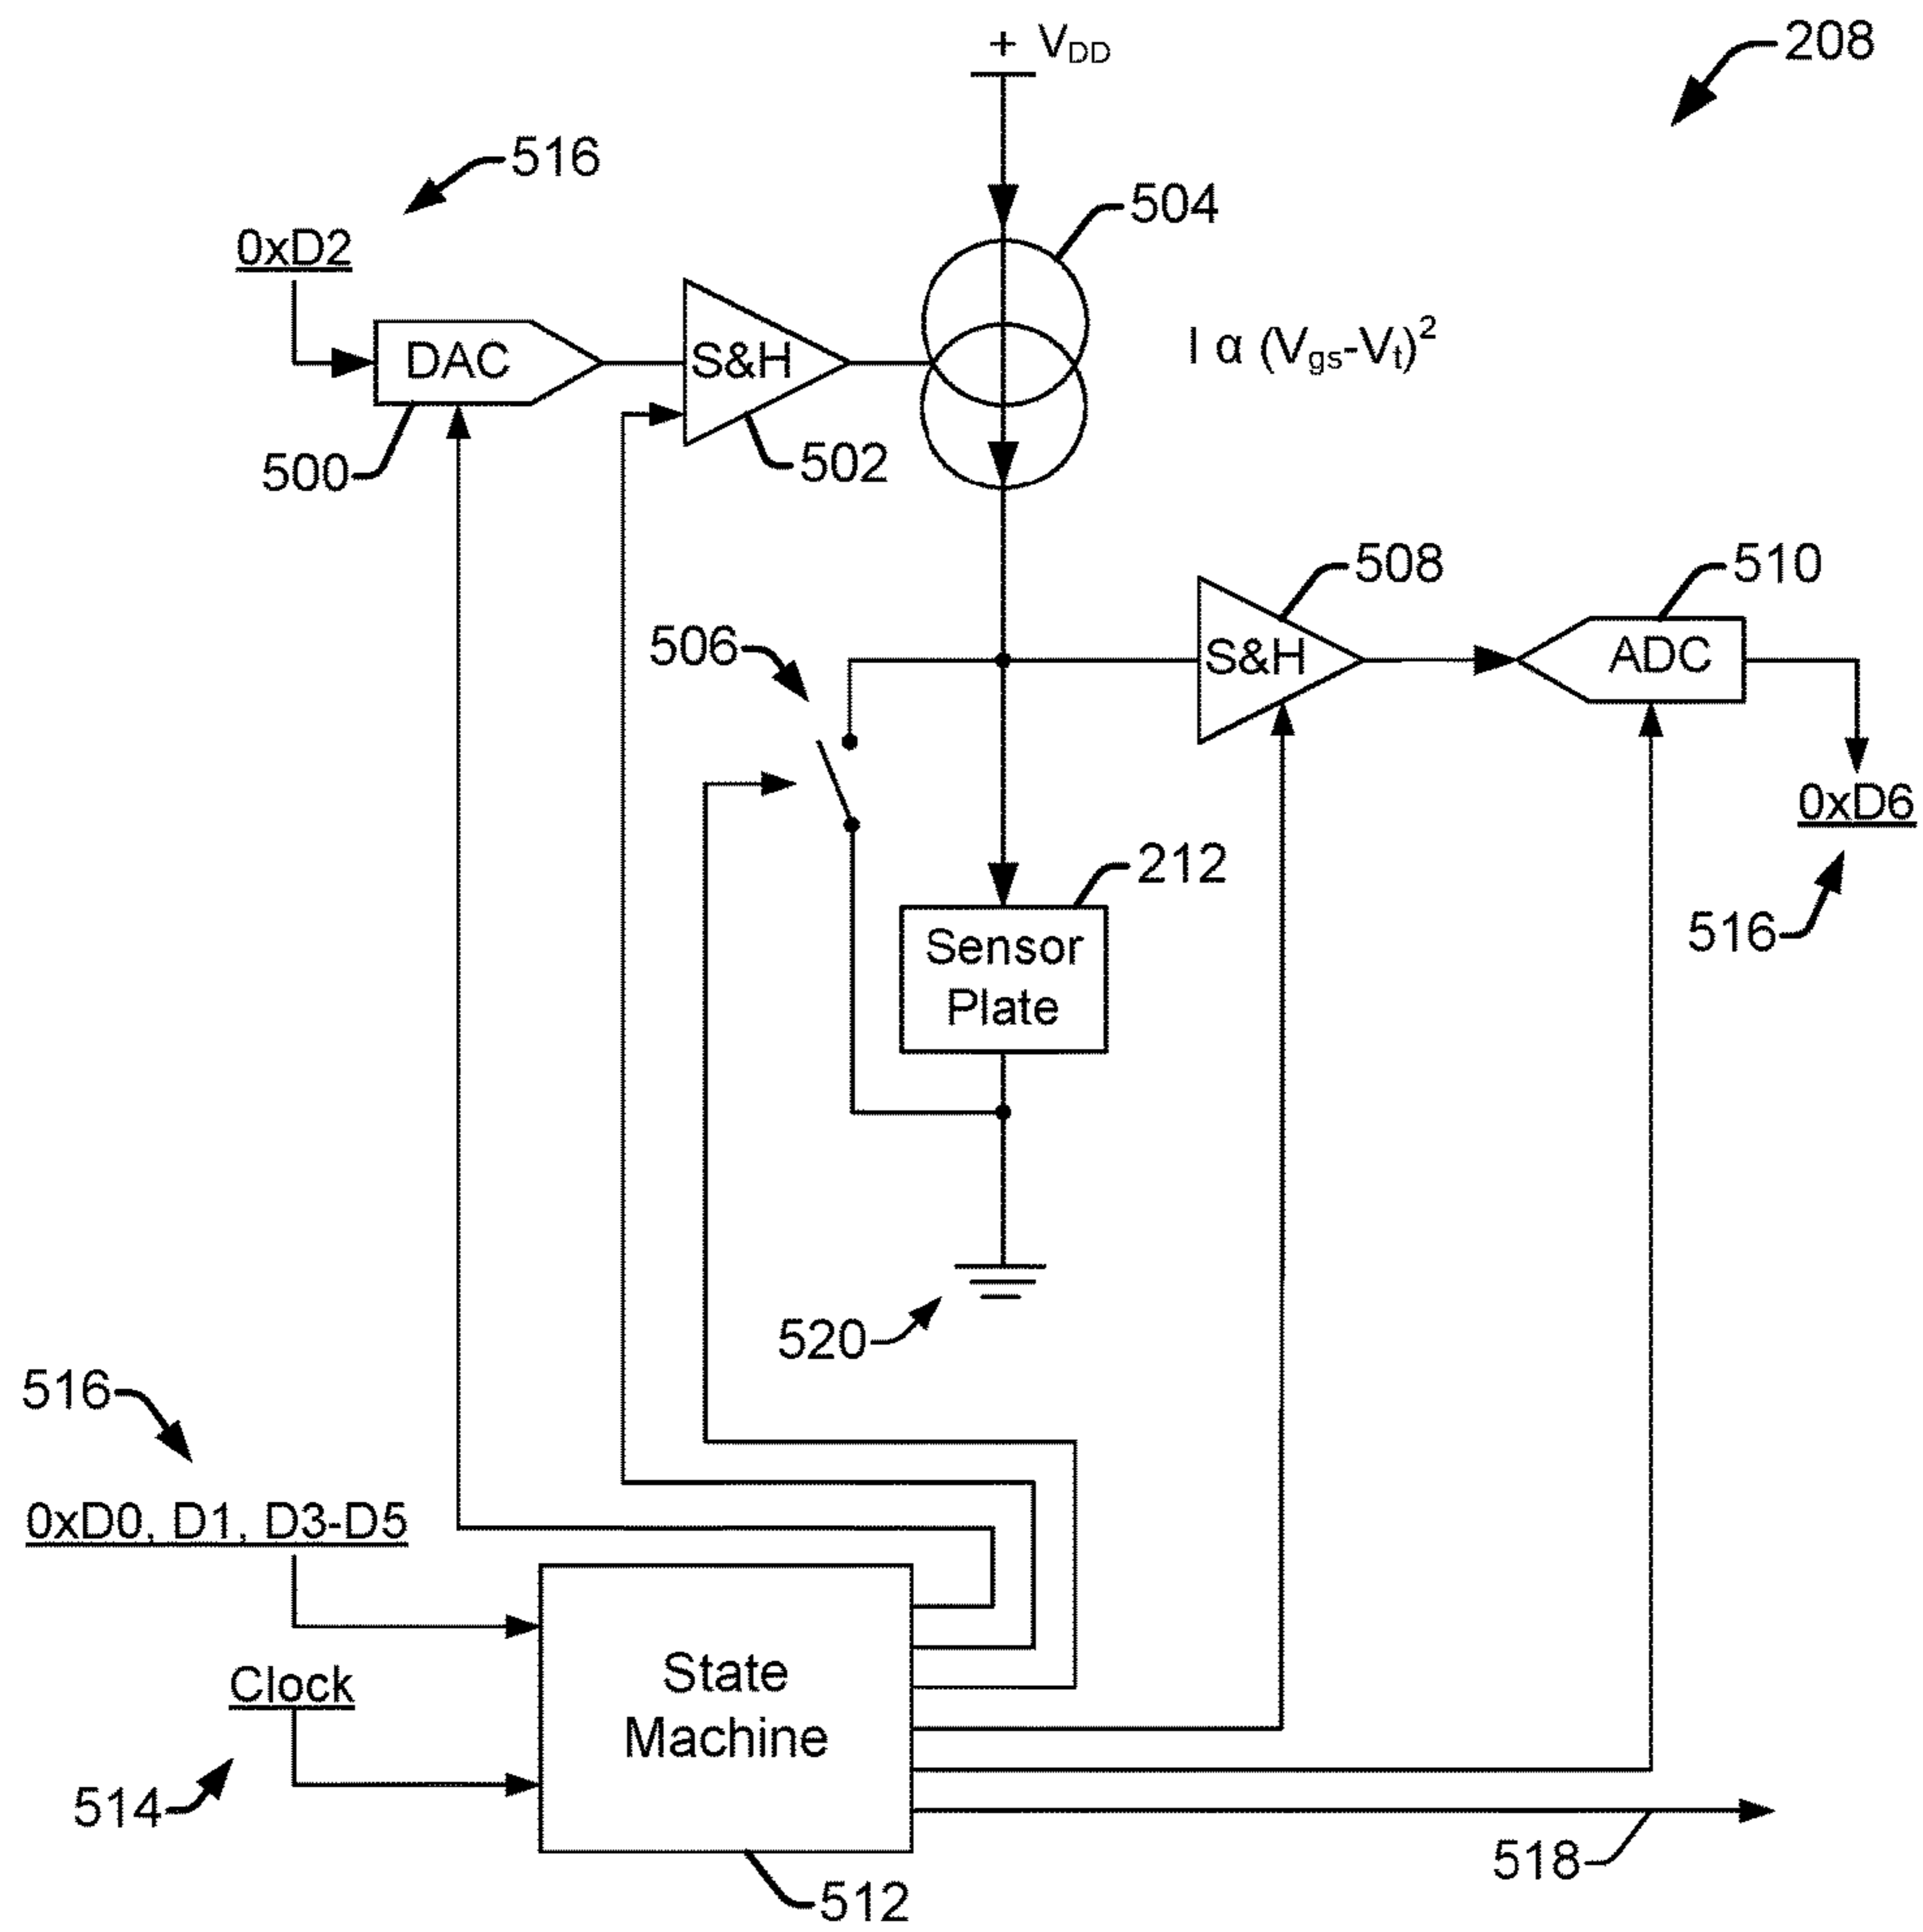 + VDD
208
516
504
0xD2
DAC
S&H
I α (Vgs-Vt)²
500
502
508
510
506
S&H
ADC
0xD6
212
Sensor
Plate
516
520
516
0xD0, D1, D3-D5
State
Machine
Clock
514
518
512